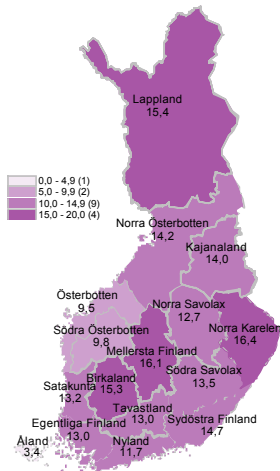 Lappland
15,4
0,0 - 4,9 (1)
5,0 - 9,9 (2)
10,0 - 14,9 (9)
15,0 - 20,0 (4)
Norra Österbotten
14,2
Kajanaland
14,0
Österbotten
9,5
Norra Savolax
12,7
Södra Österbotten
9,8
Norra Karelen
16,4
Mellersta Finland
16,1
Birkaland
15,3
Södra Savolax
13,5
Satakunta
13,2
Tavastland
13,0
Sydöstra Finland
14,7
Egentliga Finland
13,0
Nyland
11,7
Åland
3,4